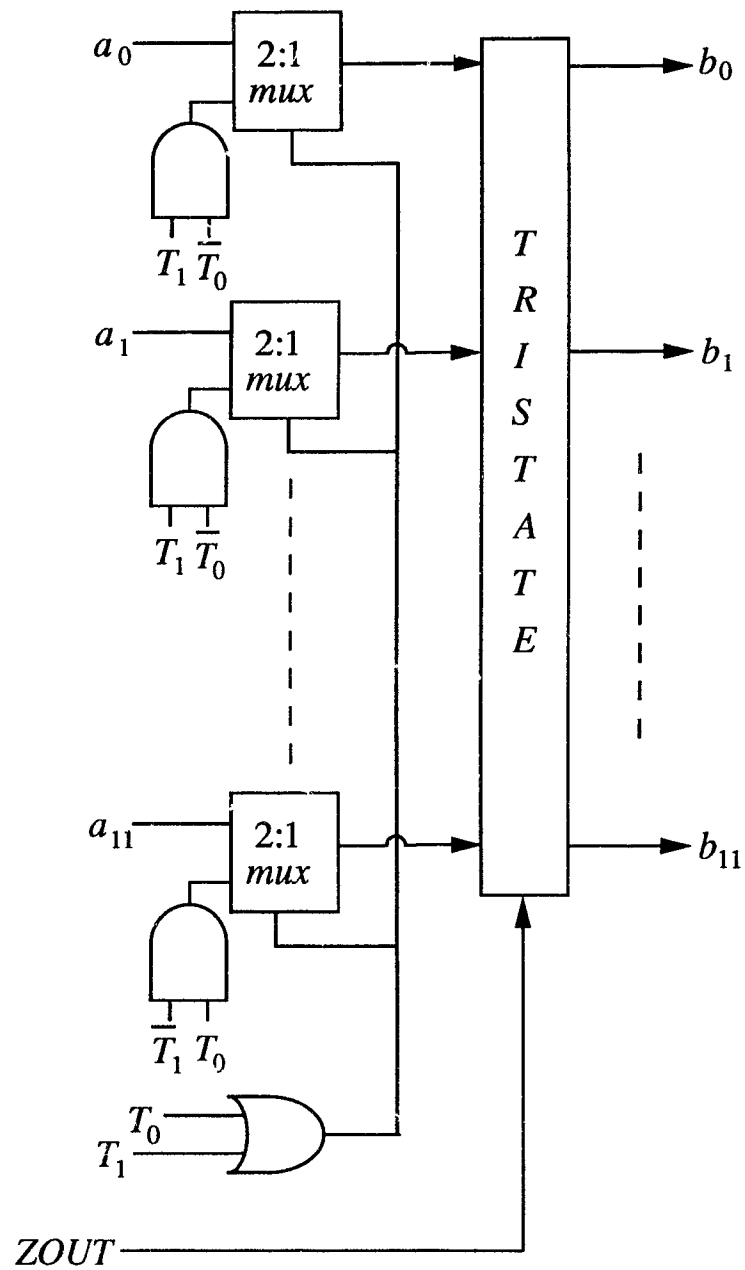 a₀
2:1
mux
b₀
T₁ T̅₀
a₁
2:1
mux
b₁
T₁ T̅₀
TRISTATE
a₁₁
2:1
mux
b₁₁
T̅₁ T₀
T₀
T₁
ZOUT